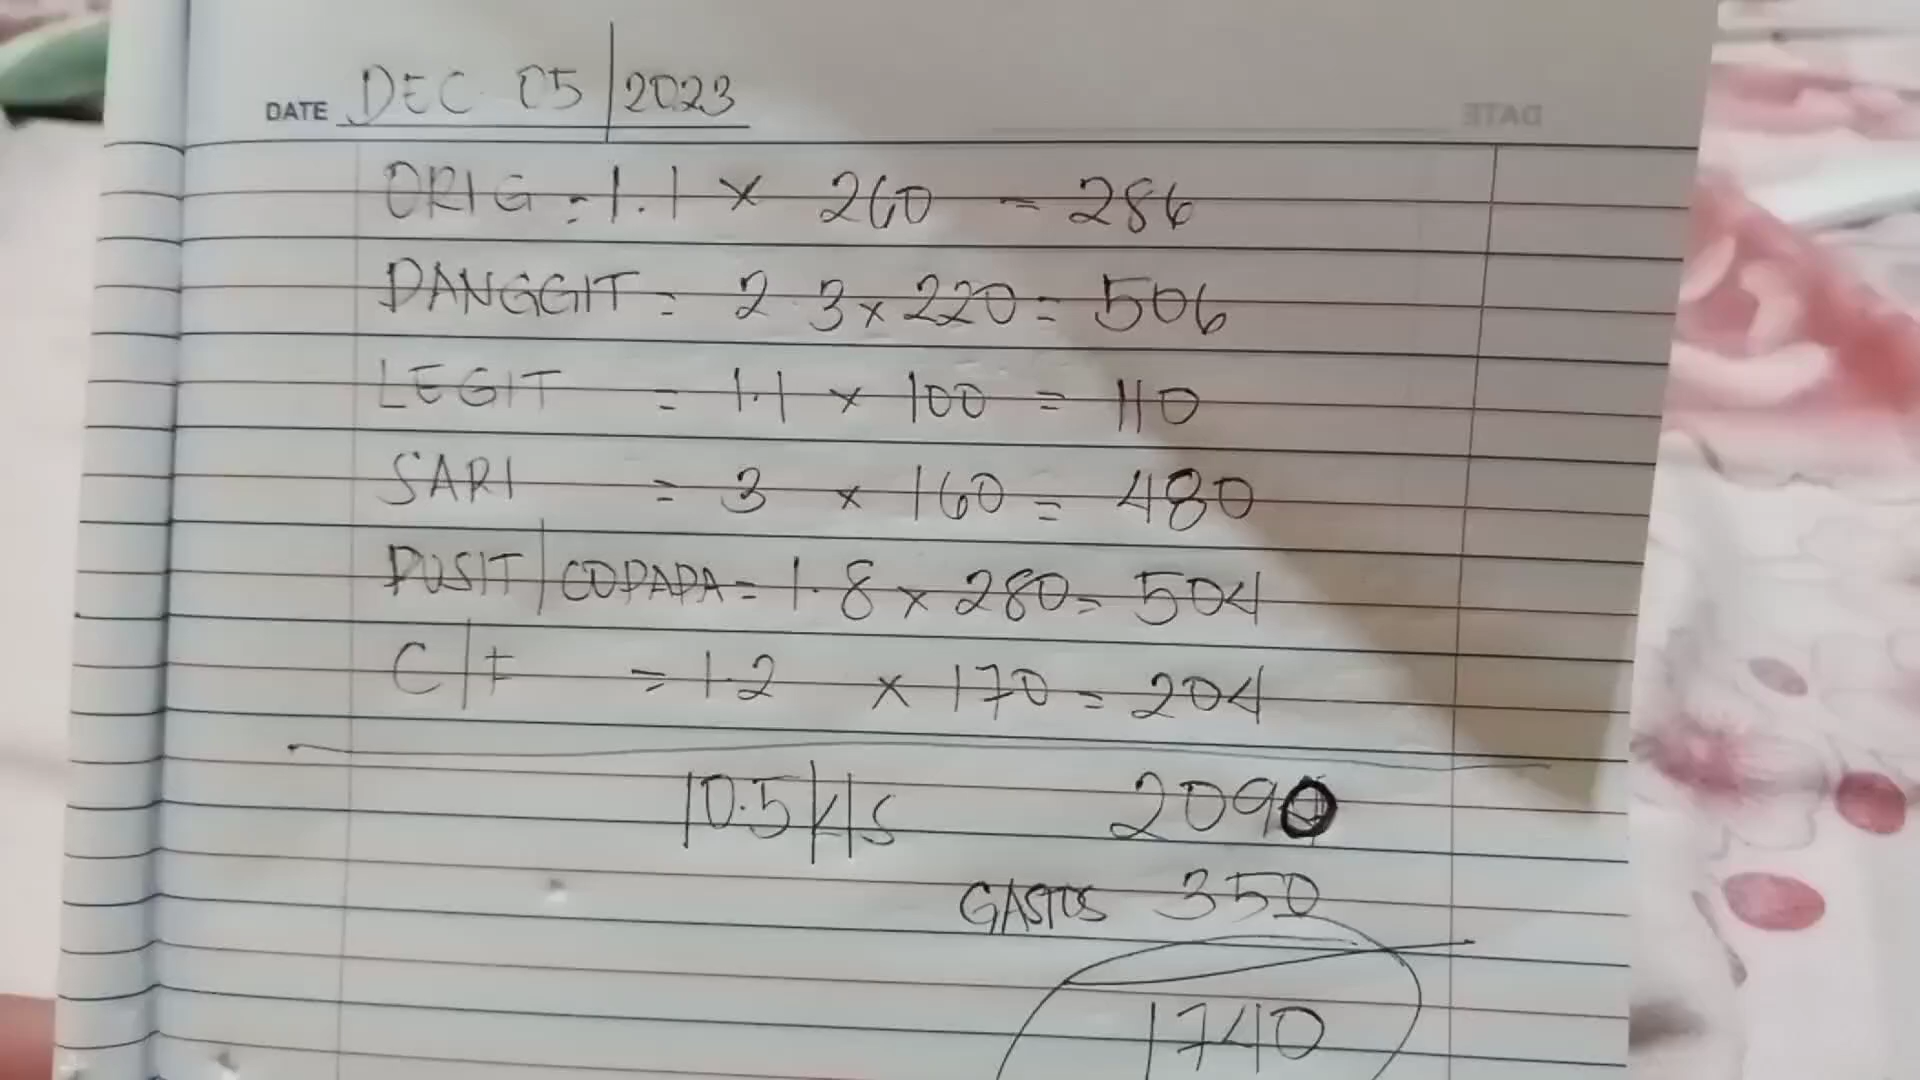 DATE DEC 05/2023
ORIG = 1.1 × 260 = 286
DANGGIT = 2 3 × 220 = 506
LEGIT = 1.1 × 100 = 110
SARI = 3 × 160 = 480
PUSIT/COPAPA = 1.8 × 280 = 504
C/F = 1.2 × 170 = 204
10.5 kls 2090
GASTOS 350
1740